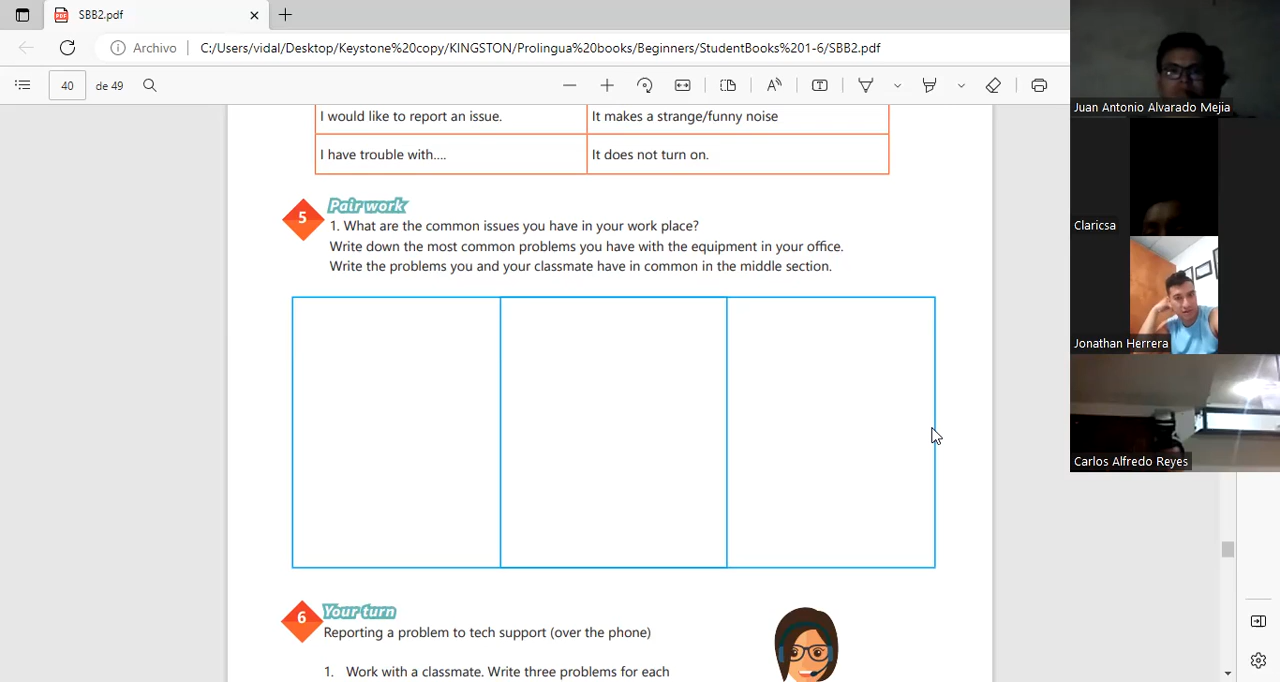 SBB2.pdf
Archivo
C:/Users/vidal/Desktop/Keystone%20copy/KINGSTON/Prolingua%20books/Beginners/StudentBooks%201-6/SBB2.pdf
40 de 49
I would like to report an issue.
It makes a strange/funny noise
I have trouble with....
It does not turn on.
5
Pair work
1. What are the common issues you have in your work place?
Write down the most common problems you have with the equipment in your office.
Write the problems you and your classmate have in common in the middle section.
6
Your turn
Reporting a problem to tech support (over the phone)
1. Work with a classmate. Write three problems for each
Juan Antonio Alvarado Mejia
Claricsa
Jonathan Herrera
Carlos Alfredo Reyes